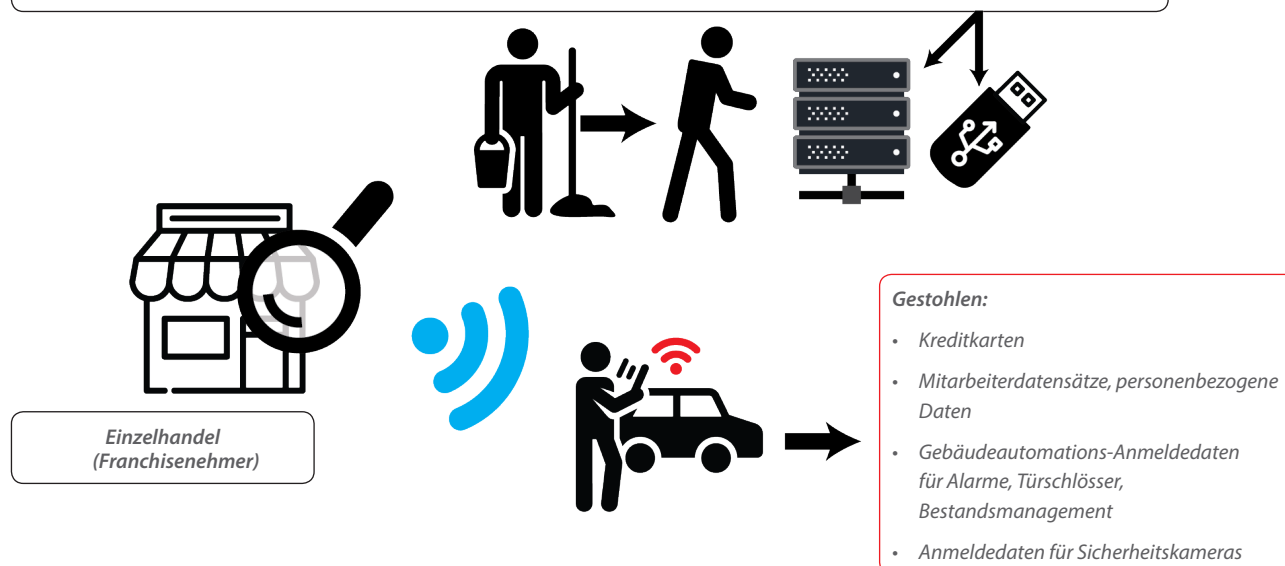 Gestohlen:
• Kreditkarten
• Mitarbeiterdatensätze, personenbezogene
Daten
• Gebäudeautomations-Anmeldedaten
für Alarme, Türschlösser,
Bestandsmanagement
• Anmeldedaten für Sicherheitskameras
Einzelhandel
(Franchisenehmer)